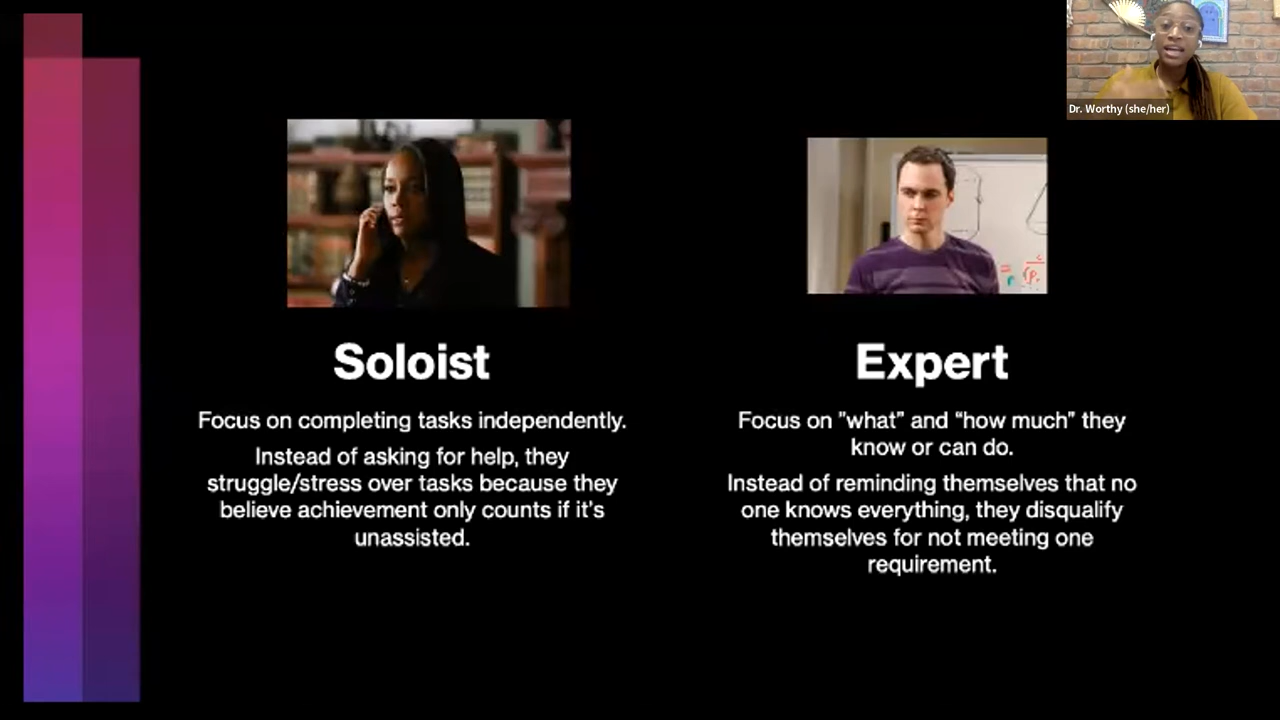 Dr. Worthy (she/her)
Soloist
Focus on completing tasks independently.
Instead of asking for help, they
struggle/stress over tasks because they
believe achievement only counts if it's
unassisted.
Expert
Focus on "what” and “how much” they
know or can do.
Instead of reminding themselves that no
one knows everything, they disqualify
themselves for not meeting one
requirement.